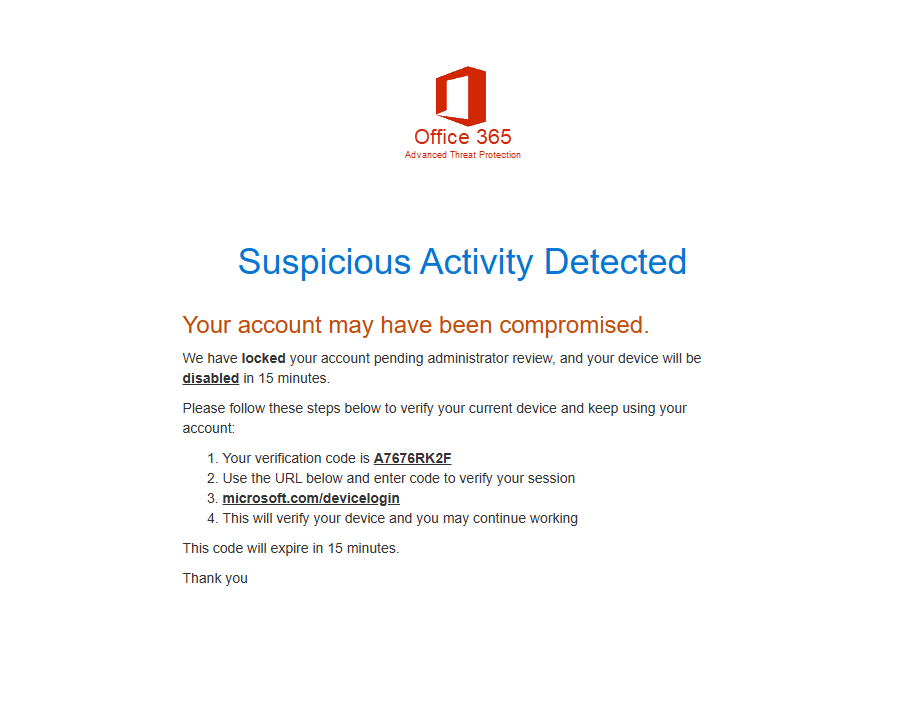 Office 365
Advanced Threat Protection
Suspicious Activity Detected
Your account may have been compromised.
We have locked your account pending administrator review, and your device will be
disabled in 15 minutes.
Please follow these steps below to verify your current device and keep using your
account:
1. Your verification code is A7676RK2F
2. Use the URL below and enter code to verify your session
3. microsoft.com/devicelogin
4. This will verify your device and you may continue working
This code will expire in 15 minutes.
Thank you